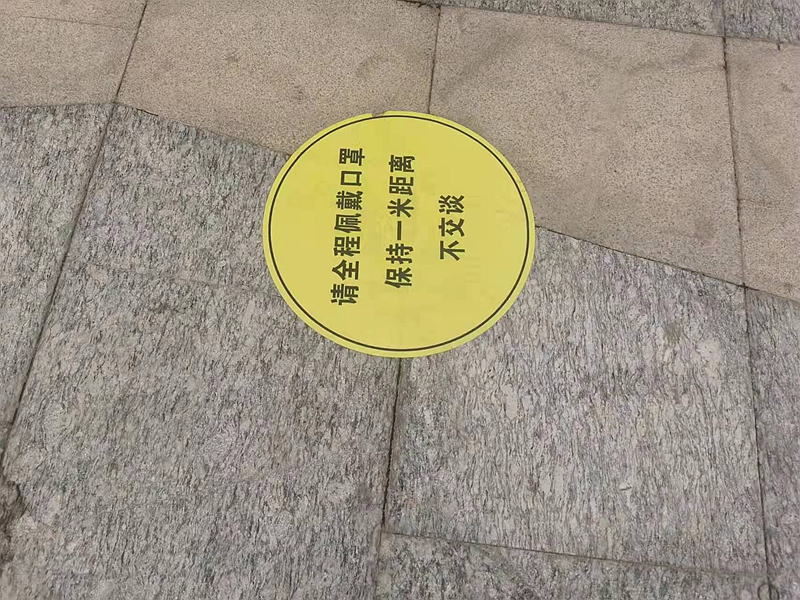 请全程佩戴口罩
保持一米距离
不交谈